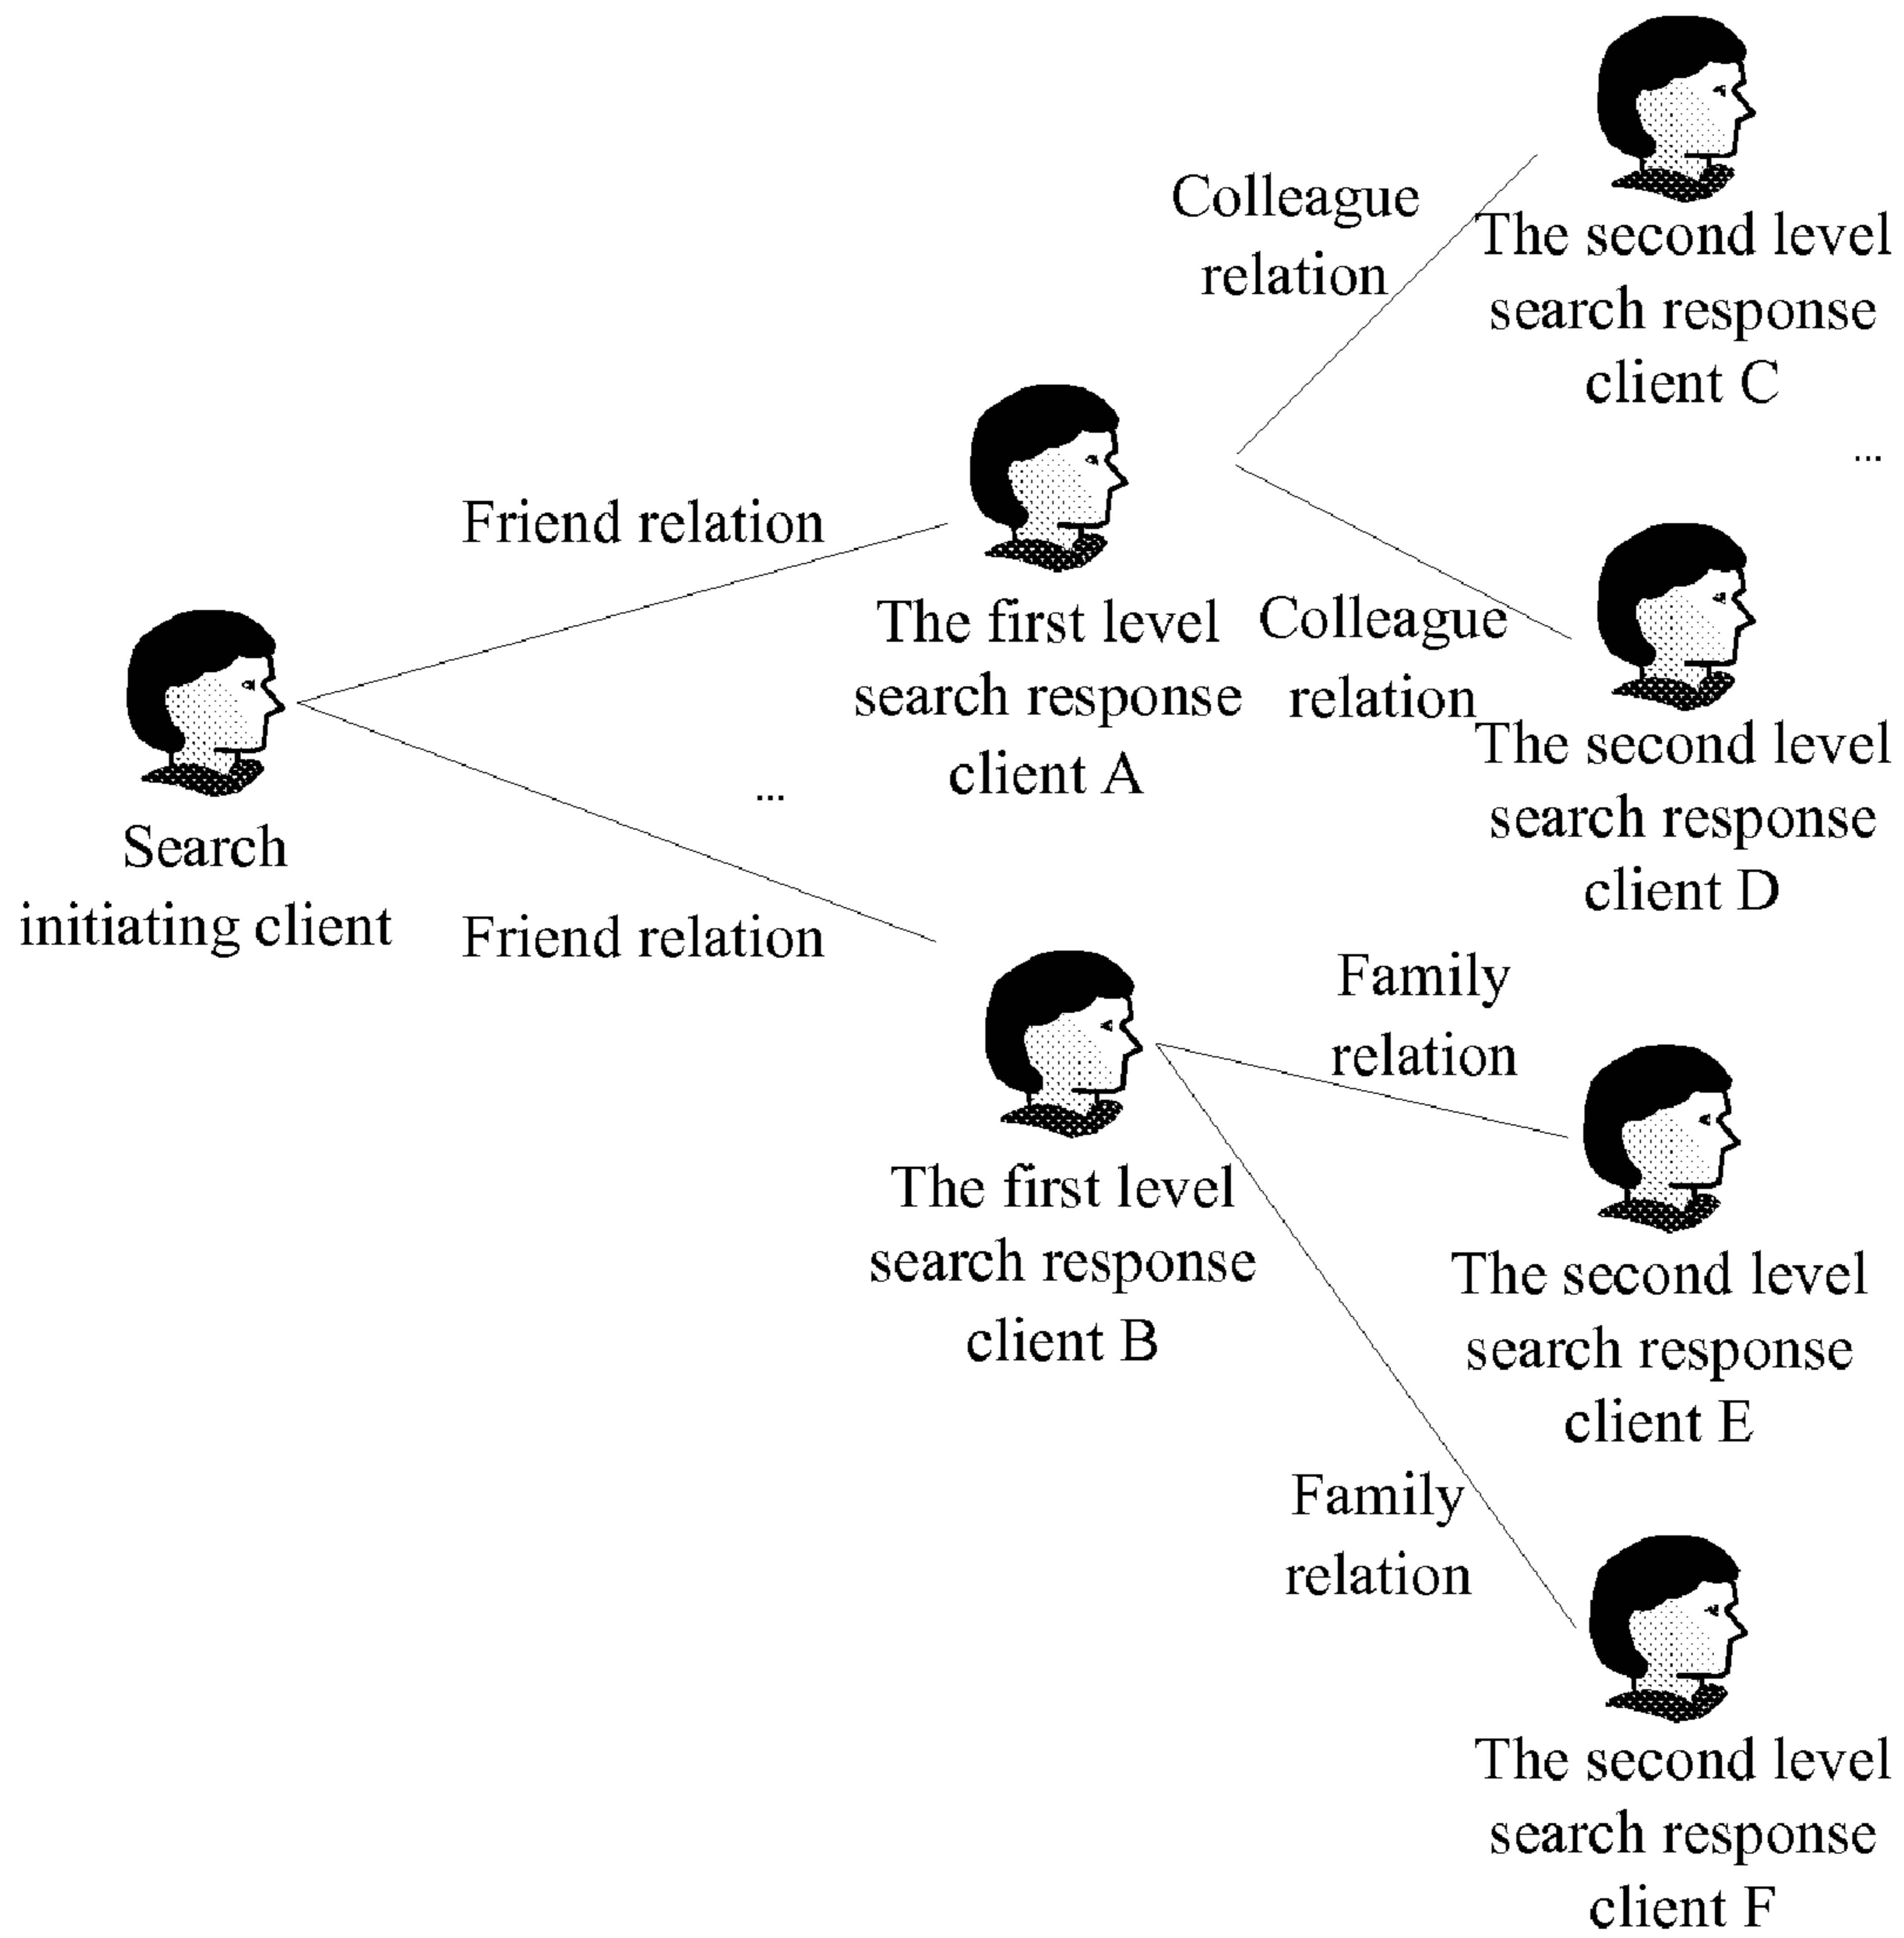 Colleague
relation
The second level
search response
client C
...
Friend relation
The first level
search response
client A
Colleague
relation
The second level
search response
client D
Search
initiating client
...
Friend relation
The first level
search response
client B
Family
relation
The second level
search response
client E
Family
relation
The second level
search response
client F